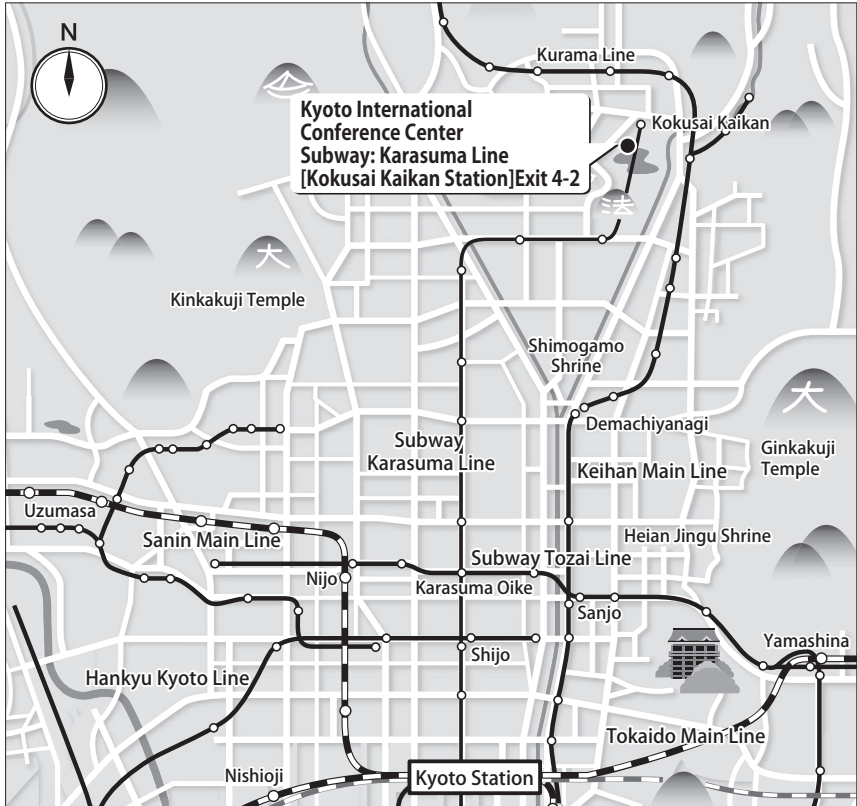 N
Kurama Line
Kyoto International
Conference Center
Subway: Karasuma Line
[Kokusai Kaikan Station]Exit 4-2
Kokusai Kaikan
法
大
Kinkakuji Temple
Shimogamo
Shrine
大
Demachiyanagi
Subway
Karasuma Line
Keihan Main Line
Ginkakuji
Temple
Uzumasa
Sanin Main Line
Heian Jingu Shrine
Subway Tozai Line
Nijo
Karasuma Oike
Sanjo
Shijo
Yamashina
Hankyu Kyoto Line
Tokaido Main Line
Nishioji
Kyoto Station